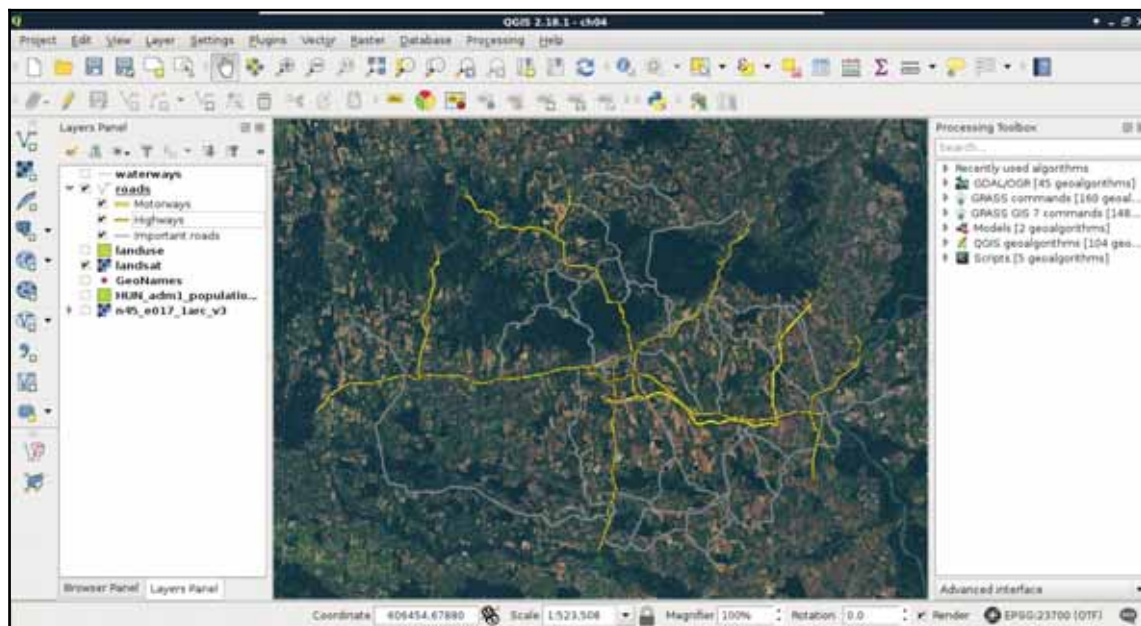 QGIS 2.18.1 - ch04
Project Edit View Layer Settings Plugins Vector Raster Database Processing Help
Layers Panel
waterways
roads
Motorways
Highways
Important roads
landuse
landsat
GeoNames
HUN_adm1_populatio...
n45_e017_1arc_v3
Browser Panel Layers Panel
Processing Toolbox
Search...
Recently used algorithms
GDAL/OGR [45 geoalgorithms]
GRASS commands [160 geoal...
GRASS GIS 7 commands [148...
Models [2 geoalgorithms]
QGIS geoalgorithms [104 geo...
Scripts [5 geoalgorithms]
Advanced interface
Coordinate 606454,67880 Scale 1:523,508 Magnifier 100% Rotation 0.0 Render EPSG:23700 (OTF)